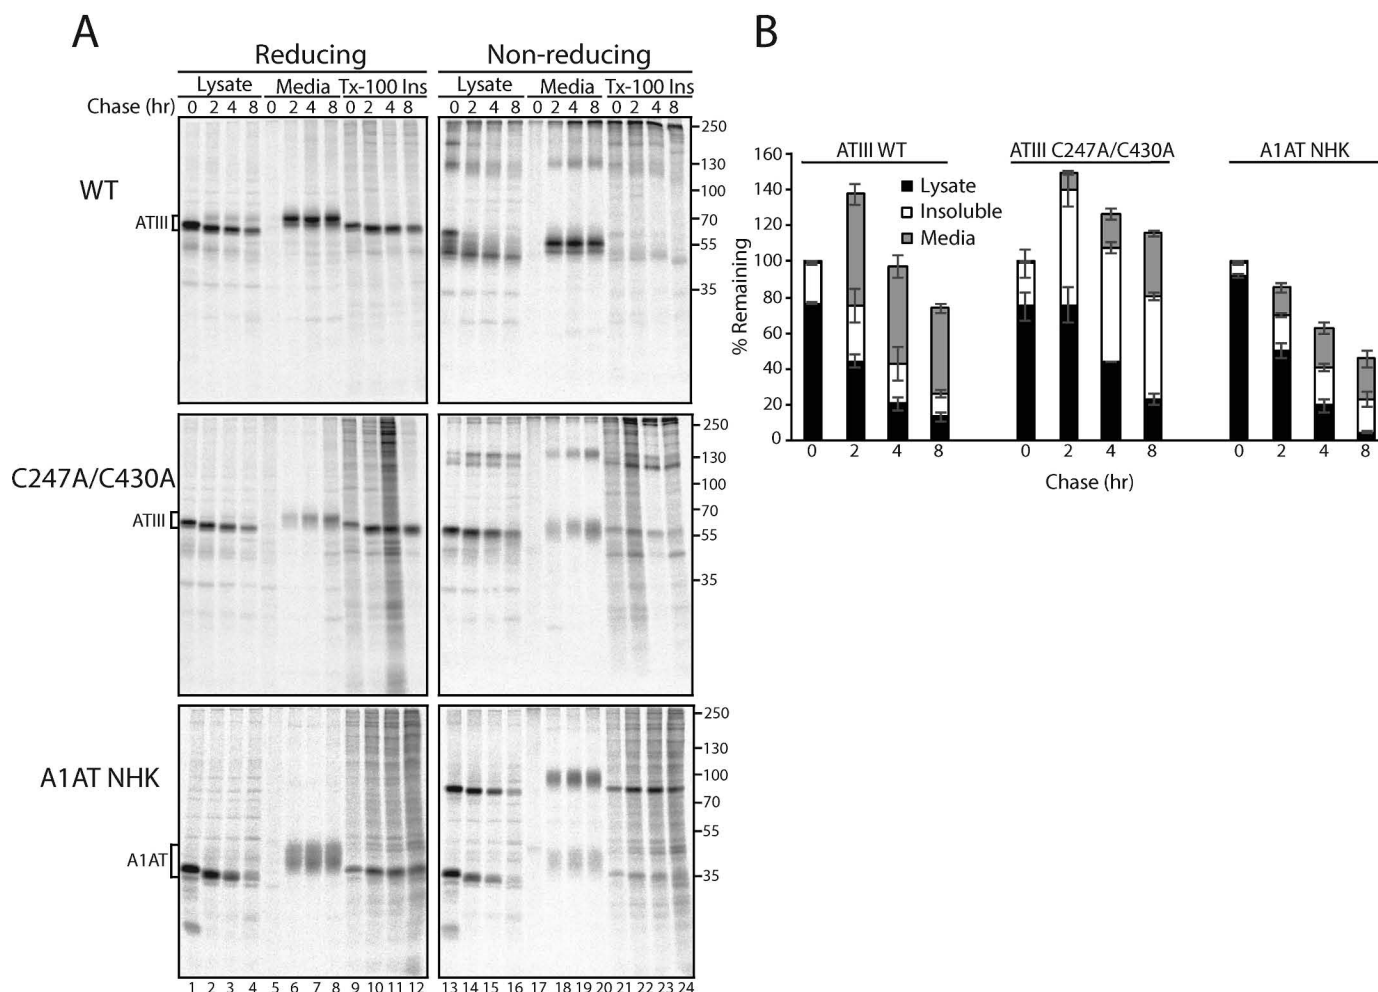 A
B
Reducing
Non-reducing
Lysate Media Tx-100 Ins
Lysate Media Tx-100 Ins
Chase (hr) 0 2 4 8 0 2 4 8 0 2 4 8
0 2 4 8 0 2 4 8 0 2 4 8
WT
ATIII
250
130
100
70
55
35
C247A/C430A
ATIII
250
130
100
70
55
35
A1AT NHK
A1AT
250
130
100
70
55
35
1 2 3 4 5 6 7 8 9 10 11 12
13 14 15 16 17 18 19 20 21 22 23 24
ATIII WT
ATIII C247A/C430A
A1AT NHK
Lysate
Insoluble
Media
% Remaining
160
140
120
100
80
60
40
20
0
0 2 4 8
0 2 4 8
0 2 4 8
Chase (hr)